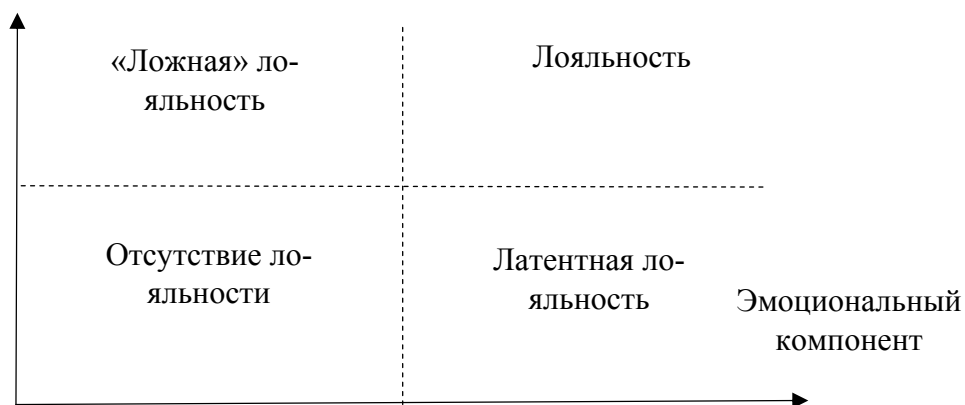 «Ложная» ло-
яльность
Лояльность
Отсутствие ло-
яльности
Латентная ло-
яльность
Эмоциональный
компонент